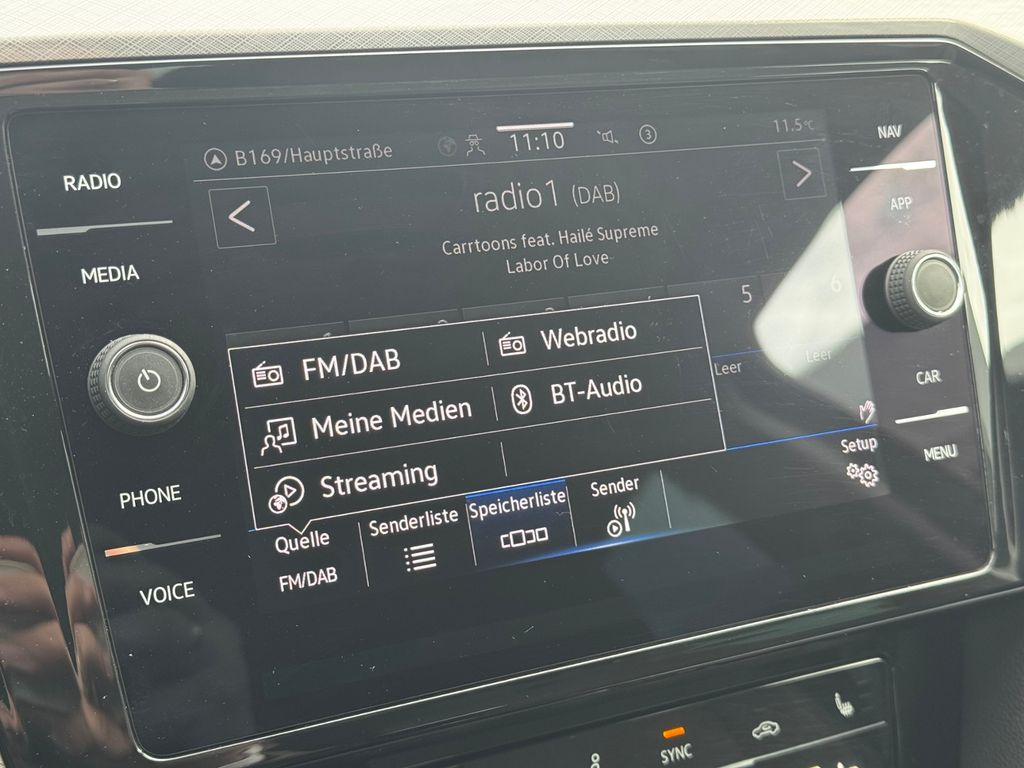 RADIO
MEDIA
PHONE
VOICE
B169/Hauptstraße
11:10
3
11.5°C
radio1 (DAB)
Carrtoons feat. Hailé Supreme
Labor Of Love
5
6
Leer
Leer
FM/DAB
Webradio
Meine Medien
BT-Audio
Streaming
Quelle
FM/DAB
Senderliste
Speicherliste
Sender
Setup
NAV
APP
CAR
MENU
SYNC